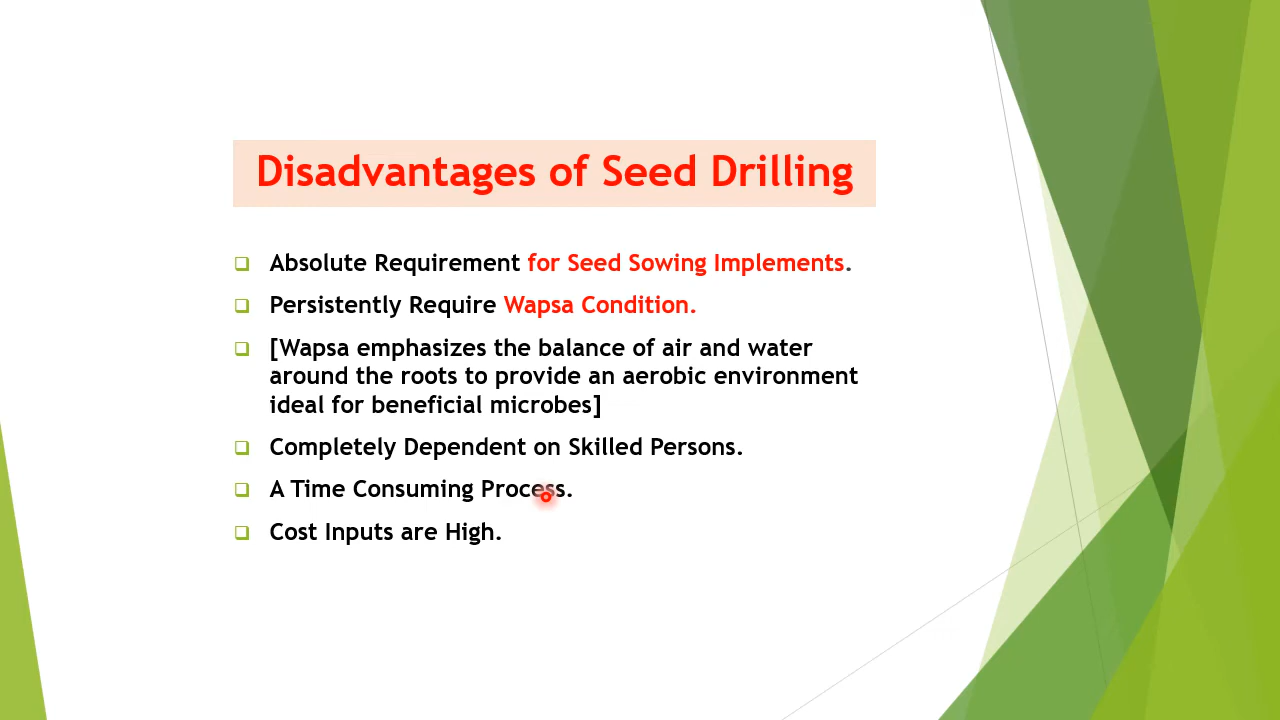 Disadvantages of Seed Drilling
Absolute Requirement for Seed Sowing Implements.
Persistently Require Wapsa Condition.
[Wapsa emphasizes the balance of air and water
around the roots to provide an aerobic environment
ideal for beneficial microbes]
Completely Dependent on Skilled Persons.
A Time Consuming Process.
Cost Inputs are High.